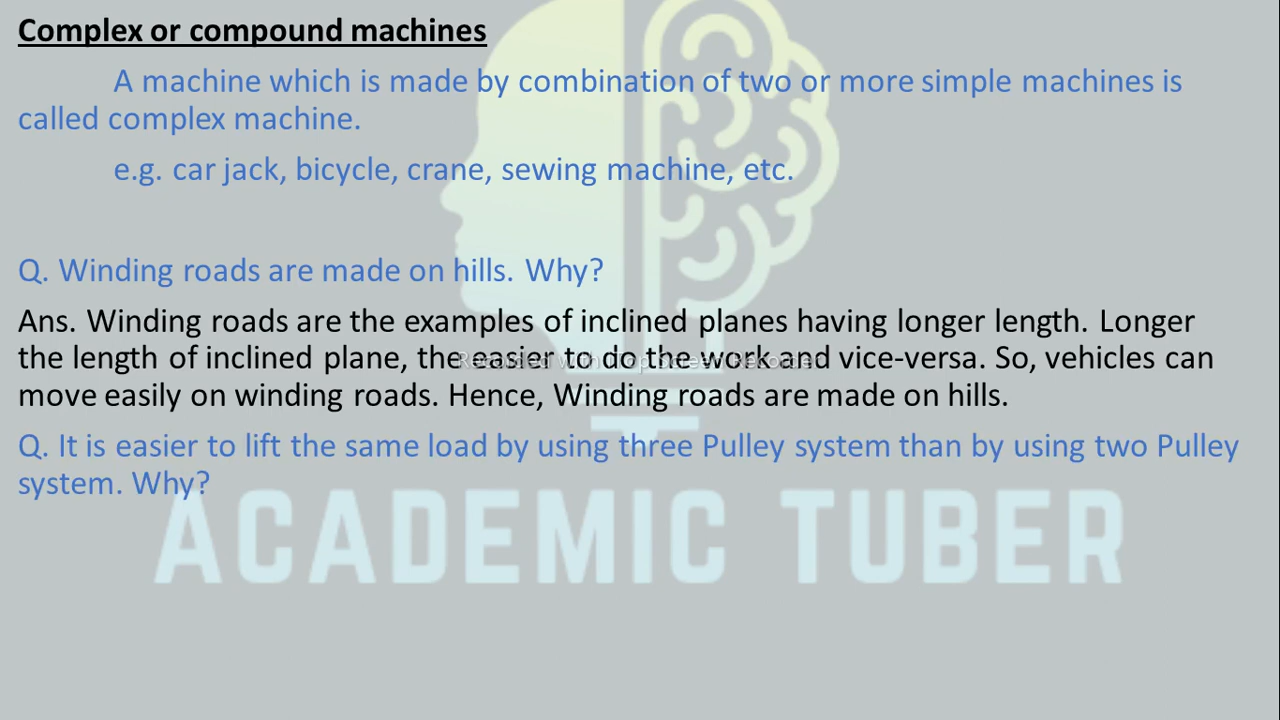 Complex or compound machines
A machine which is made by combination of two or more simple machines is
called complex machine.
e.g. car jack, bicycle, crane, sewing machine, etc.
Q. Winding roads are made on hills. Why?
Ans. Winding roads are the examples of inclined planes having longer length. Longer
the length of inclined plane, the easier to do the work and vice-versa. So, vehicles can
Recorded with Top Screen Recorder
move easily on winding roads. Hence, Winding roads are made on hills.
Q. It is easier to lift the same load by using three Pulley system than by using two Pulley
system. Why?
ACADEMIC TUBER